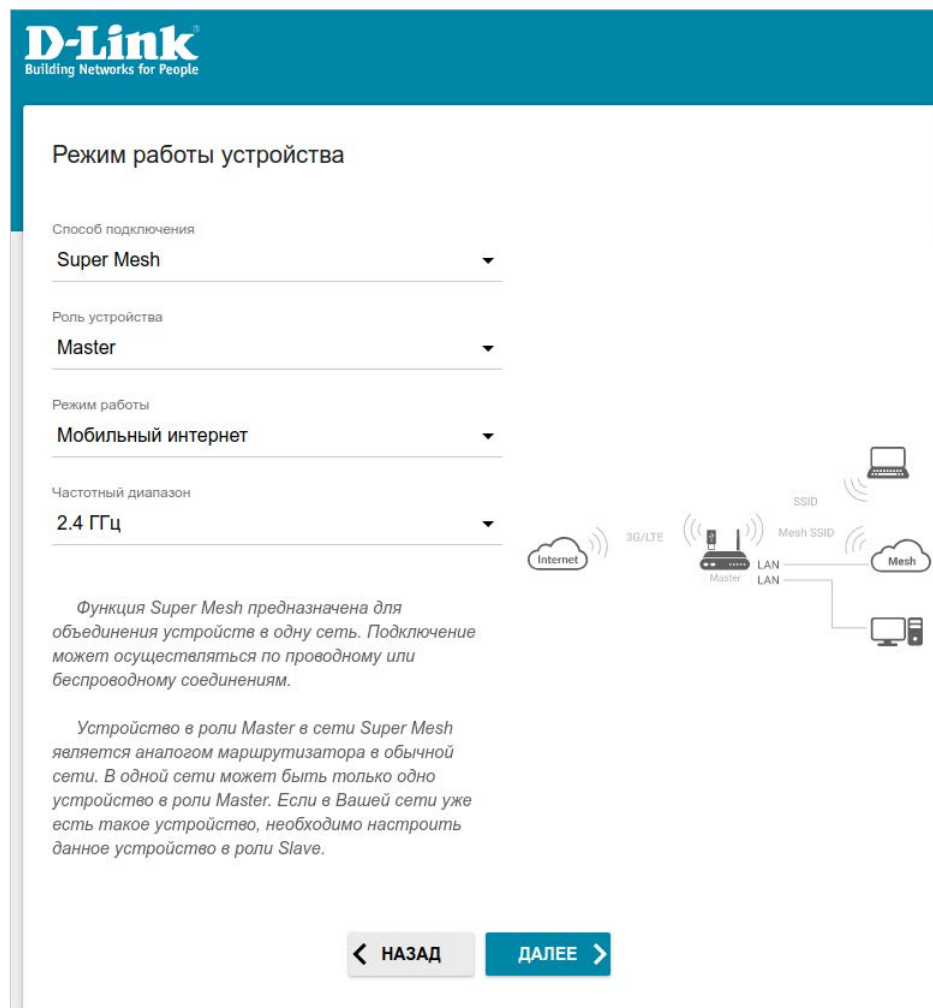 D-Link
Building Networks for People
Режим работы устройства
Способ подключения
Super Mesh
Роль устройства
Master
Режим работы
Мобильный интернет
Частотный диапазон
2.4 ГГц
Функция Super Mesh предназначена для
объединения устройств в одну сеть. Подключение
может осуществляться по проводному или
беспроводному соединениям.
Устройство в роли Master в сети Super Mesh
является аналогом маршрутизатора в обычной
сети. В одной сети может быть только одно
устройство в роли Master. Если в Вашей сети уже
есть такое устройство, необходимо настроить
данное устройство в роли Slave.
Internet
3G/LTE
Master
SSID
Mesh SSID
LAN
LAN
Mesh
НАЗАД
ДАЛЕЕ